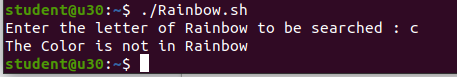 student@u30:~$ ./Rainbow.sh
Enter the letter of Rainbow to be searched : c
The Color is not in Rainbow
student@u30:~$